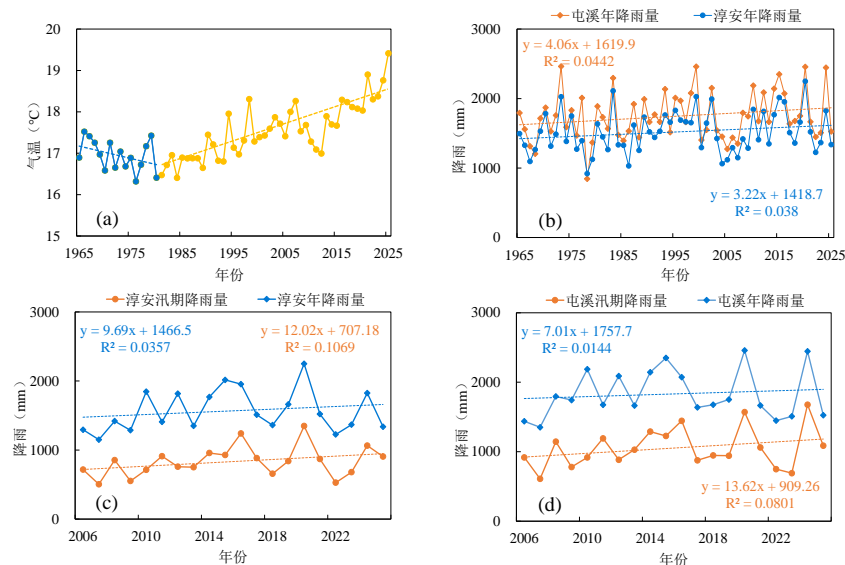 (a)
气温（°C）
20
19
18
17
16
15
1965
1975
1985
1995
2005
2015
2025
年份
屯溪年降雨量
淳安年降雨量
y = 4.06x + 1619.9
R² = 0.0442
y = 3.22x + 1418.7
R² = 0.038
(b)
降雨（mm）
3000
2000
1000
0
1965
1975
1985
1995
2005
2015
2025
年份
淳安汛期降雨量
淳安年降雨量
y = 9.69x + 1466.5
R² = 0.0357
y = 12.02x + 707.18
R² = 0.1069
(c)
降雨（mm）
3000
2000
1000
0
2006
2010
2014
2018
2022
年份
屯溪汛期降雨量
屯溪年降雨量
y = 7.01x + 1757.7
R² = 0.0144
y = 13.62x + 909.26
R² = 0.0801
(d)
降雨（mm）
3000
2000
1000
0
2006
2010
2014
2018
2022
年份